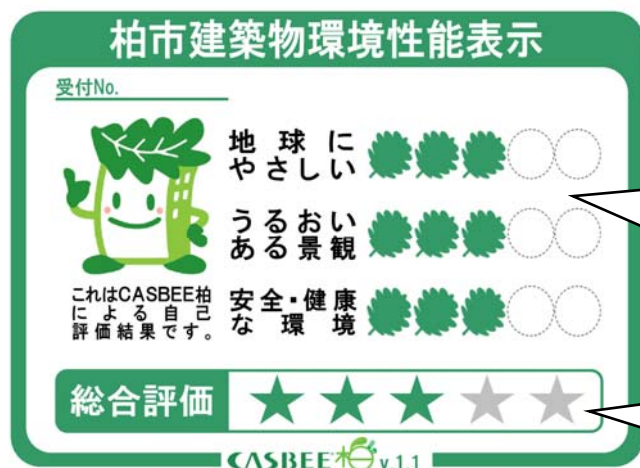 柏市建築物環境性能表示
受付No.
地球に
やさしい
うるおい
ある景観
これはCASBEE柏
による自己
評価結果です。
安全・健康
な環境
総合評価
CASBEE柏 v.1.1